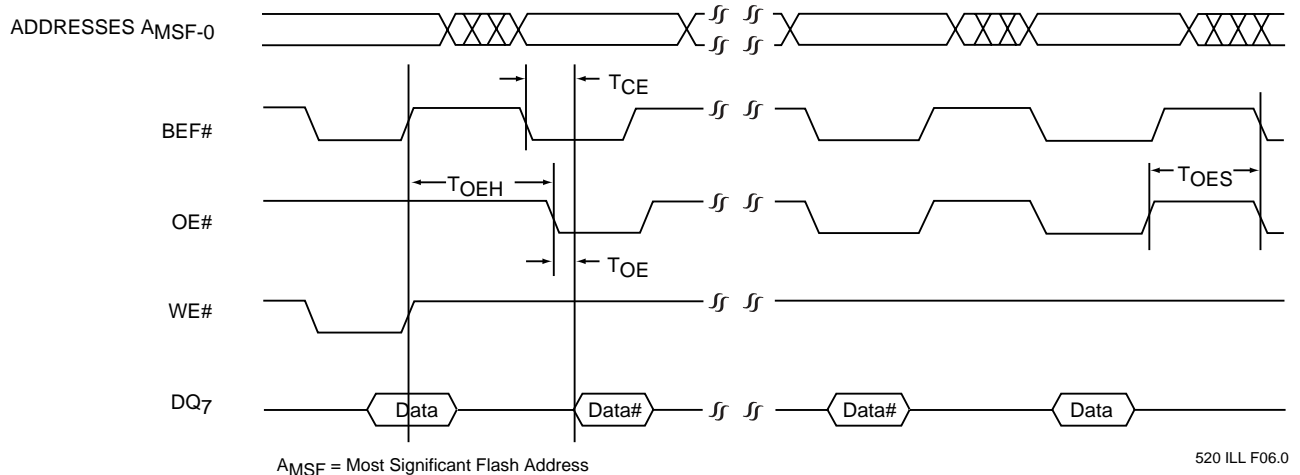 ADDRESSES AMSF-0
TCE
BEF#
TOEH
TOES
OE#
TOE
WE#
DQ7
Data
Data#
Data#
Data
AMSF = Most Significant Flash Address
520 ILL F06.0